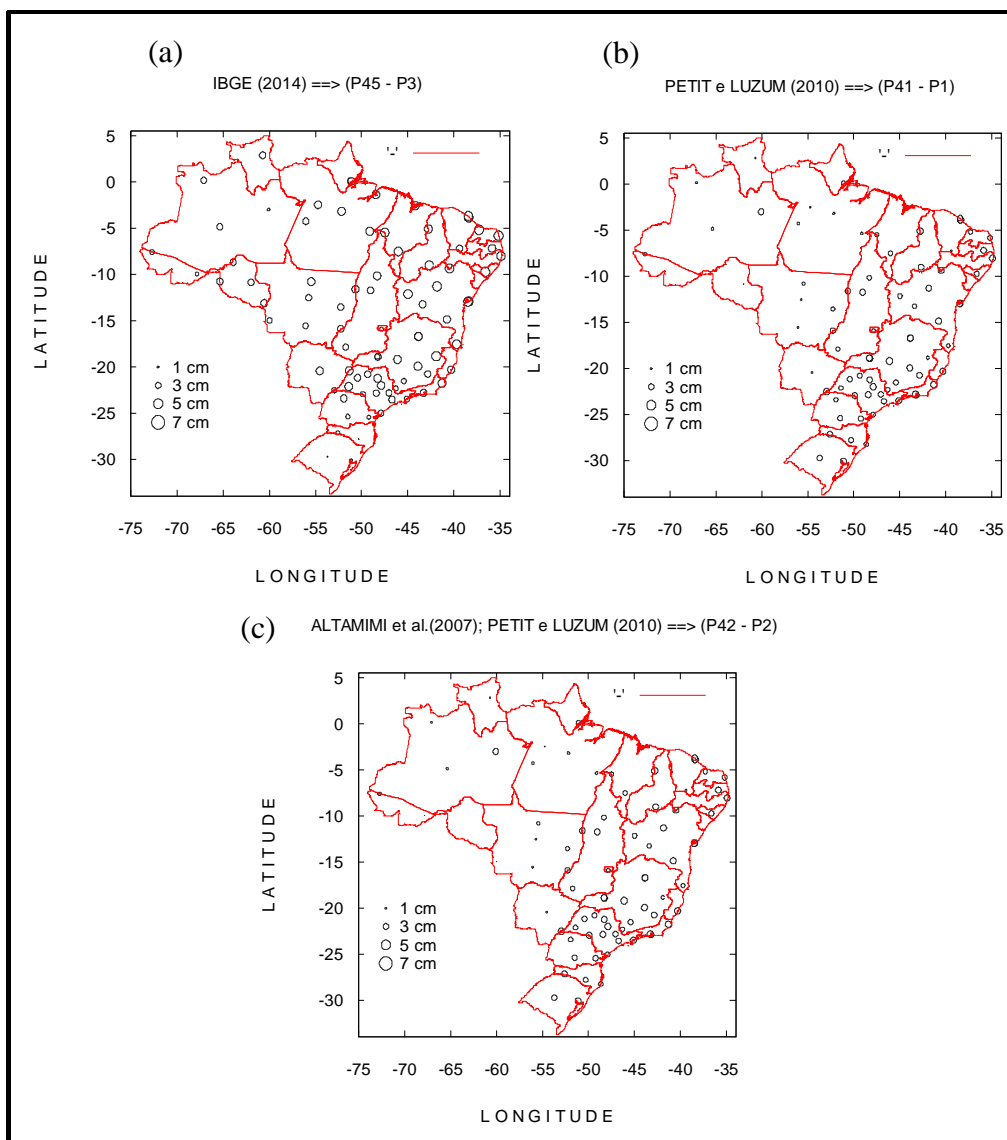 (a)
IBGE (2014) ==> (P45 - P3)
5
0
-5
-10
-15
-20
-25
-30
LATITUDE
'-'
1 cm
3 cm
5 cm
7 cm
-75 -70 -65 -60 -55 -50 -45 -40 -35
LONGITUDE
(b)
PETIT e LUZUM (2010) ==> (P41 - P1)
5
0
-5
-10
-15
-20
-25
-30
LATITUDE
'-'
1 cm
3 cm
5 cm
7 cm
-75 -70 -65 -60 -55 -50 -45 -40 -35
LONGITUDE
(c)
ALTAMIMI et al.(2007); PETIT e LUZUM (2010) ==> (P42 - P2)
5
0
-5
-10
-15
-20
-25
-30
LATITUDE
'-'
1 cm
3 cm
5 cm
7 cm
-75 -70 -65 -60 -55 -50 -45 -40 -35
LONGITUDE